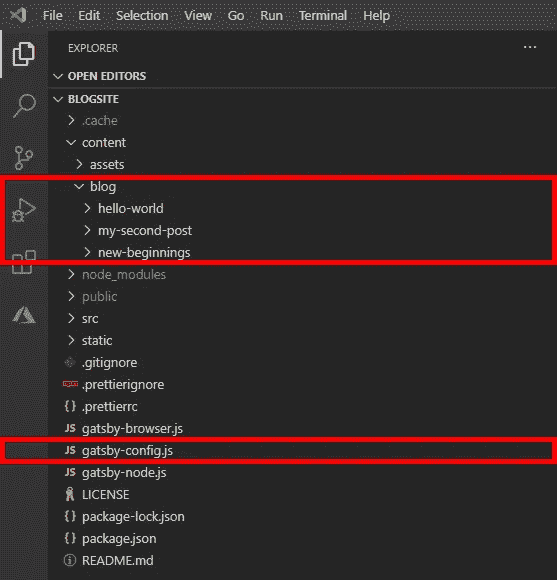 File Edit Selection View Go Run Terminal Help
EXPLORER
OPEN EDITORS
BLOGSITE
.cache
content
assets
blog
hello-world
my-second-post
new-beginnings
node_modules
public
src
static
.gitignore
.prettierignore
.prettierrc
JS gatsby-browser.js
JS gatsby-config.js
JS gatsby-node.js
LICENSE
package-lock.json
package.json
README.md